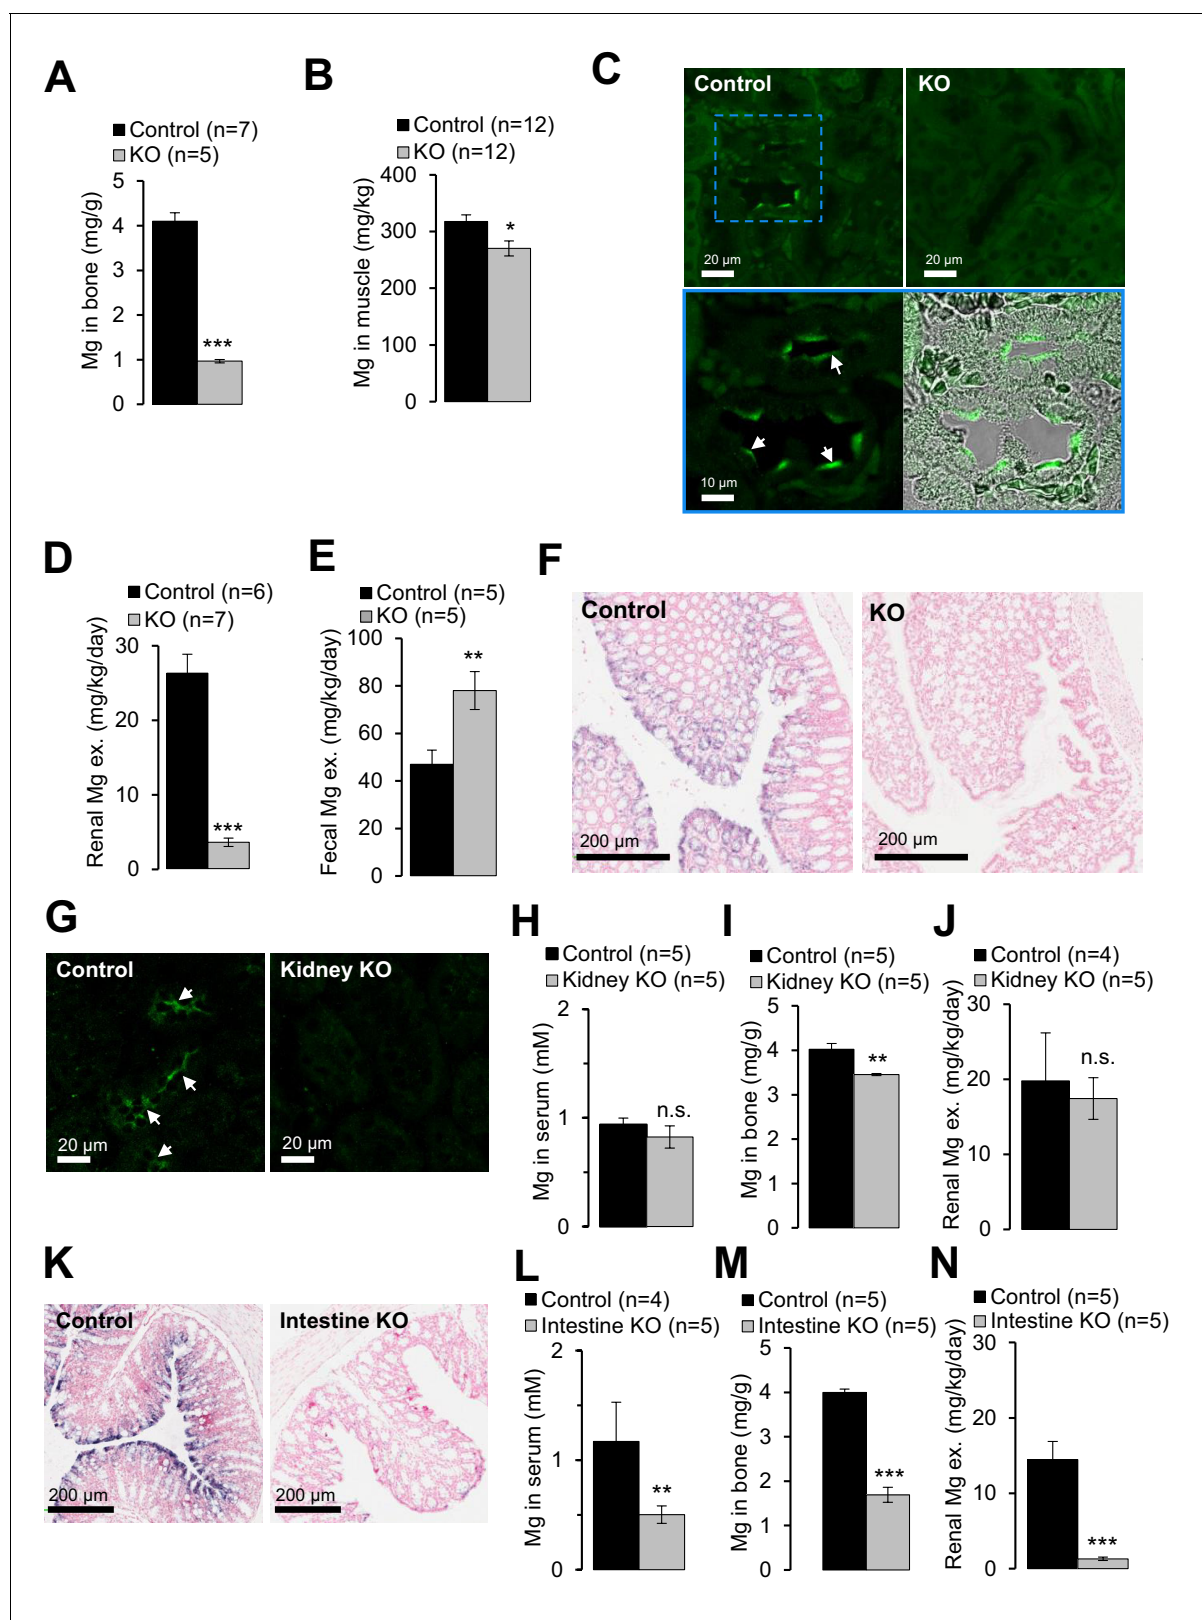 A
Control (n=7)
KO (n=5)
Mg in bone (mg/g)
5
4
3
2
1
0
***
B
Control (n=12)
KO (n=12)
Mg in muscle (mg/kg)
400
300
200
100
0
*
C
Control
KO
20 µm
20 µm
10 µm
D
Control (n=6)
KO (n=7)
Renal Mg ex. (mg/kg/day)
30
20
10
0
***
E
Control (n=5)
KO (n=5)
Fecal Mg ex. (mg/kg/day)
100
80
60
40
20
0
**
F
Control
KO
200 µm
200 µm
G
Control
Kidney KO
20 µm
20 µm
H
Control (n=5)
Kidney KO (n=5)
Mg in serum (mM)
2
1
0
n.s.
I
Control (n=5)
Kidney KO (n=5)
Mg in bone (mg/g)
5
4
3
2
1
0
**
J
Control (n=4)
Kidney KO (n=5)
Renal Mg ex. (mg/kg/day)
30
20
10
0
n.s.
K
Control
Intestine KO
200 µm
200 µm
L
Control (n=4)
Intestine KO (n=5)
Mg in serum (mM)
2
1
0
**
M
Control (n=5)
Intestine KO (n=5)
Mg in bone (mg/g)
5
4
3
2
1
0
***
N
Control (n=5)
Intestine KO (n=5)
Renal Mg ex. (mg/kg/day)
30
20
10
0
***